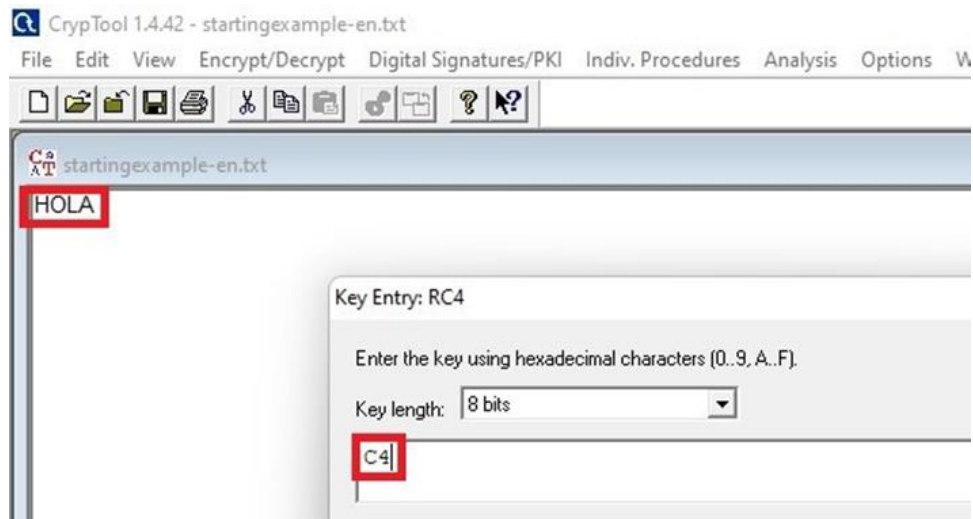 CrypTool 1.4.42 - startingexample-en.txt
File Edit View Encrypt/Decrypt Digital Signatures/PKI Indiv. Procedures Analysis Options W
startingexample-en.txt
HOLA
Key Entry: RC4
Enter the key using hexadecimal characters (0..9, A..F).
Key length: 8 bits
C4